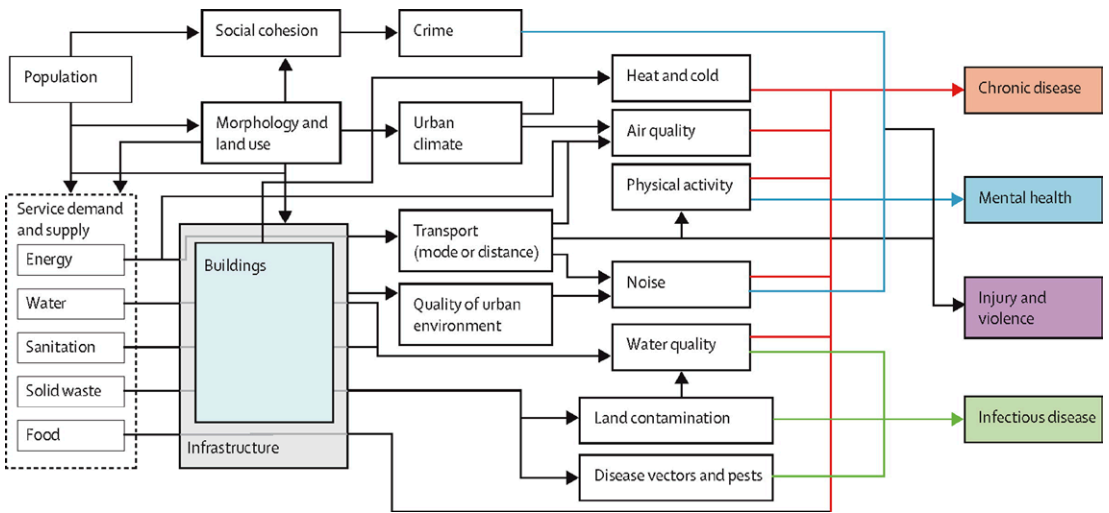 Social cohesion
Crime
Population
Heat and cold
Chronic disease
Morphology and
land use
Urban
climate
Air quality
Physical activity
Mental health
Service demand
and supply
Energy
Buildings
Transport
(mode or distance)
Water
Quality of urban
environment
Noise
Injury and
violence
Sanitation
Water quality
Solid waste
Land contamination
Infectious disease
Food
Infrastructure
Disease vectors and pests